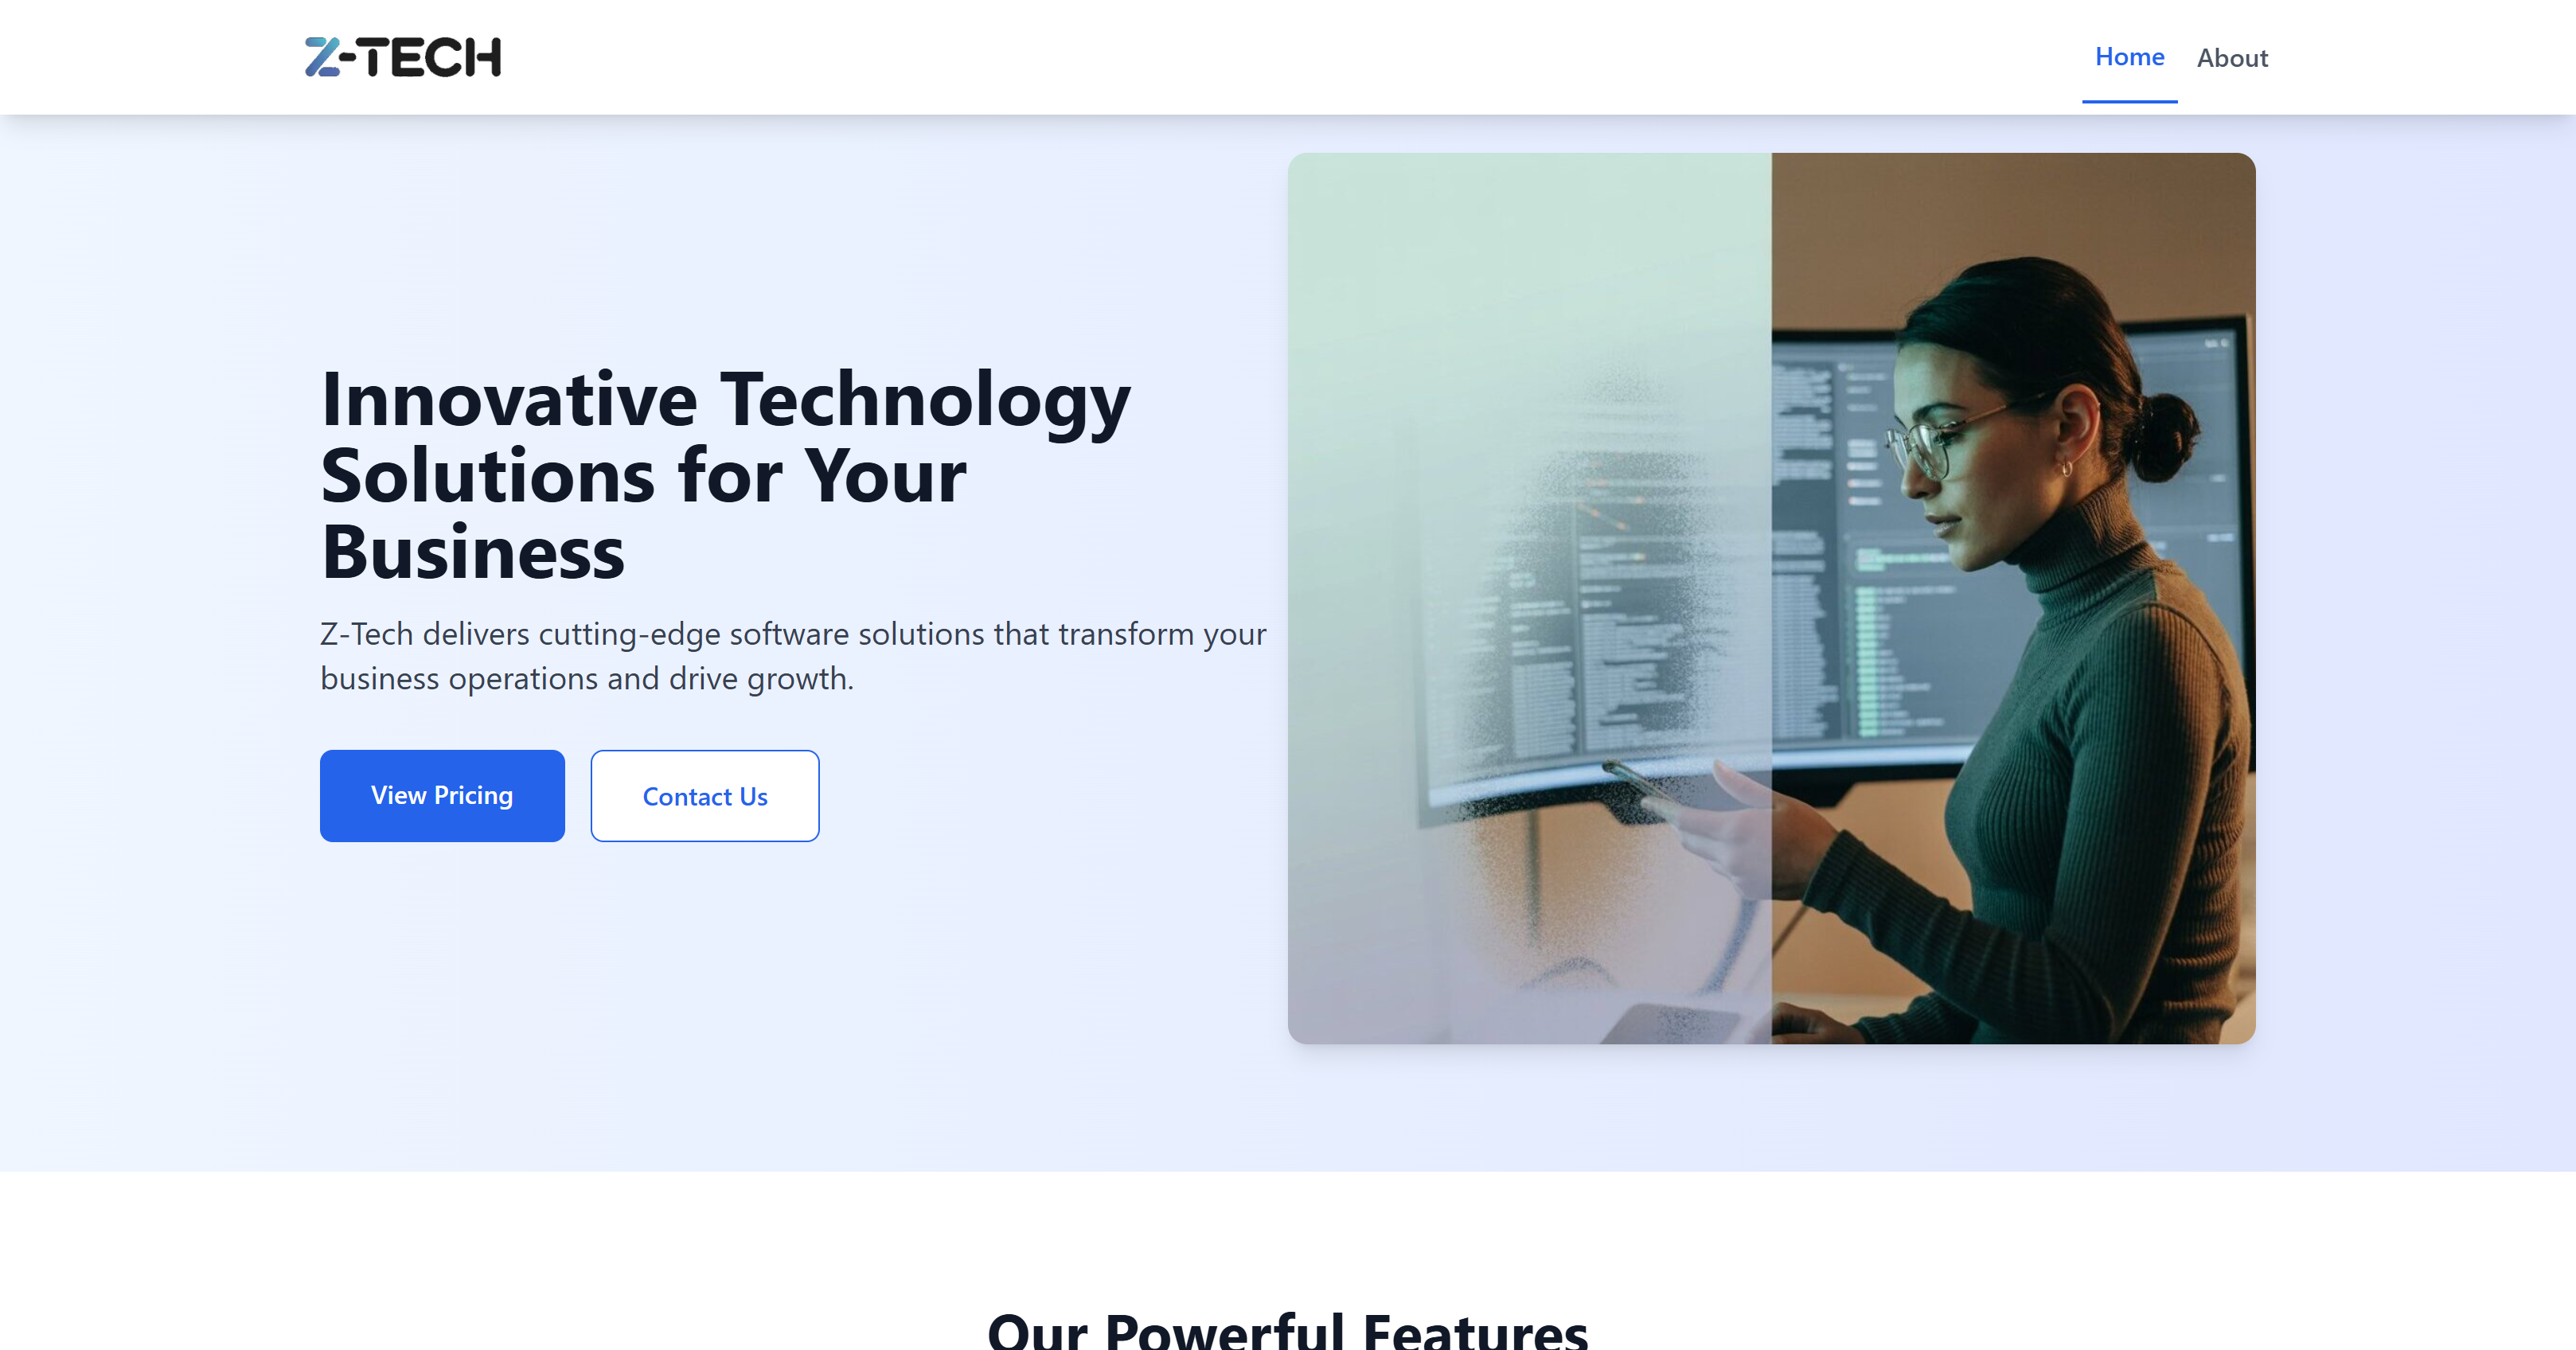 Z-TECH
Home
About
Innovative Technology
Solutions for Your
Business
Z-Tech delivers cutting-edge software solutions that transform your
business operations and drive growth.
View Pricing
Contact Us
Our Powerful Features